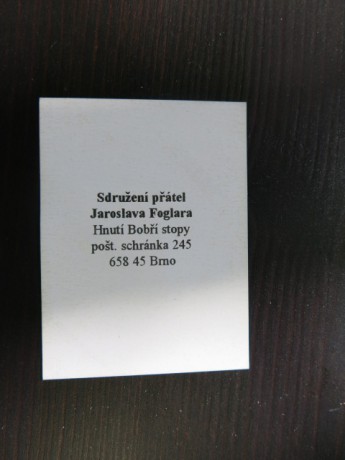 Sdružení přátel
Jaroslava Foglara
Hnutí Bobří stopy
pošt. schránka 245
658 45 Brno